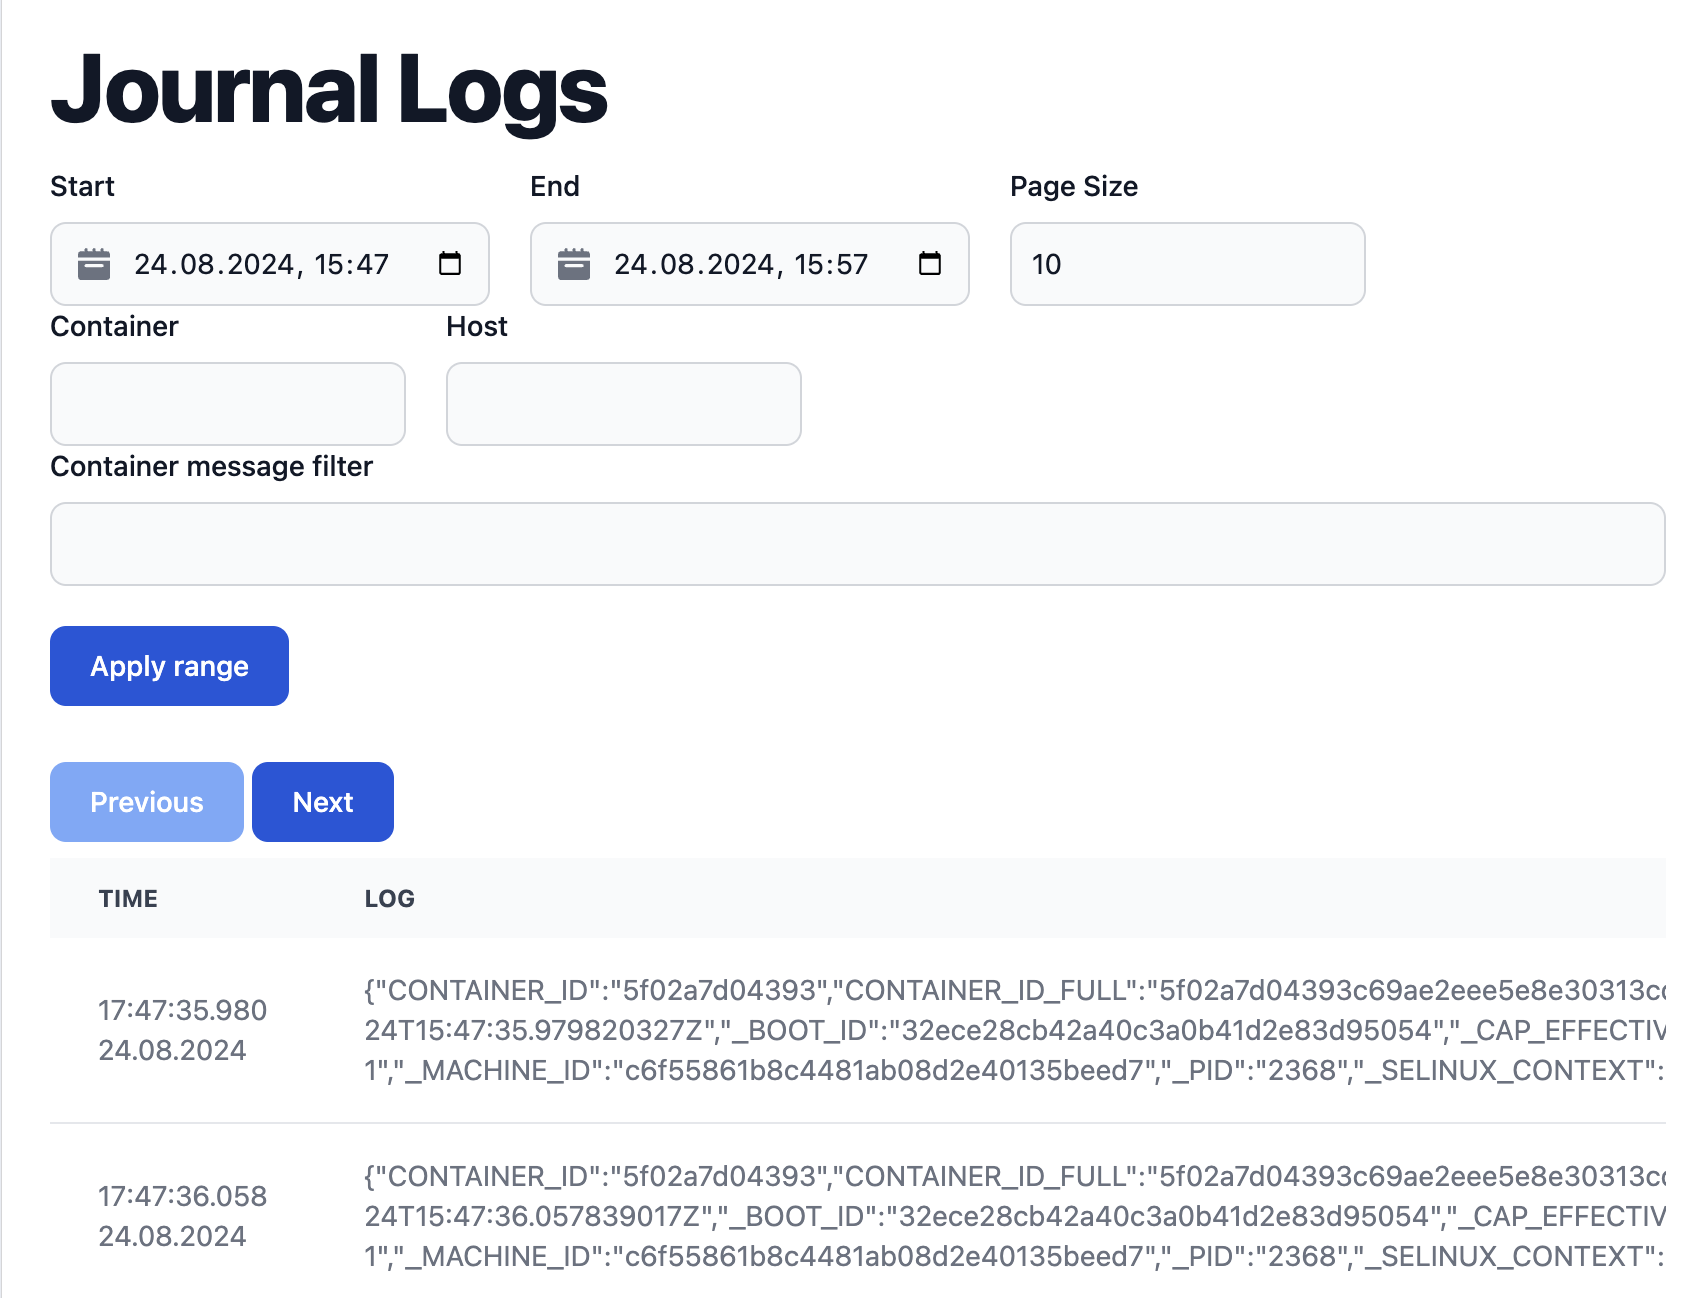 Journal Logs
Start End Page Size
24.08.2024, 15:47 24.08.2024, 15:57 10
Container Host
Container message filter
Apply range
Previous Next
TIME LOG
{"CONTAINER_ID":"5f02a7d04393","CONTAINER_ID_FULL":"5f02a7d04393c69ae2eee5e8e30313c
17:47:35.980
24T15:47:35.979820327Z","_BOOT_ID":"32ece28cb42a40c3a0b41d2e83d95054","_CAP_EFFECTIV
24.08.2024
1","_MACHINE_ID":"c6f55861b8c4481ab08d2e40135beed7","_PID":"2368","_SELINUX_CONTEXT":
{"CONTAINER_ID":"5f02a7d04393","CONTAINER_ID_FULL":"5f02a7d04393c69ae2eee5e8e30313c
17:47:36.058
24T15:47:36.057839017Z","_BOOT_ID":"32ece28cb42a40c3a0b41d2e83d95054","_CAP_EFFECTIV
24.08.2024
1","_MACHINE_ID":"c6f55861b8c4481ab08d2e40135beed7","_PID":"2368","_SELINUX_CONTEXT":